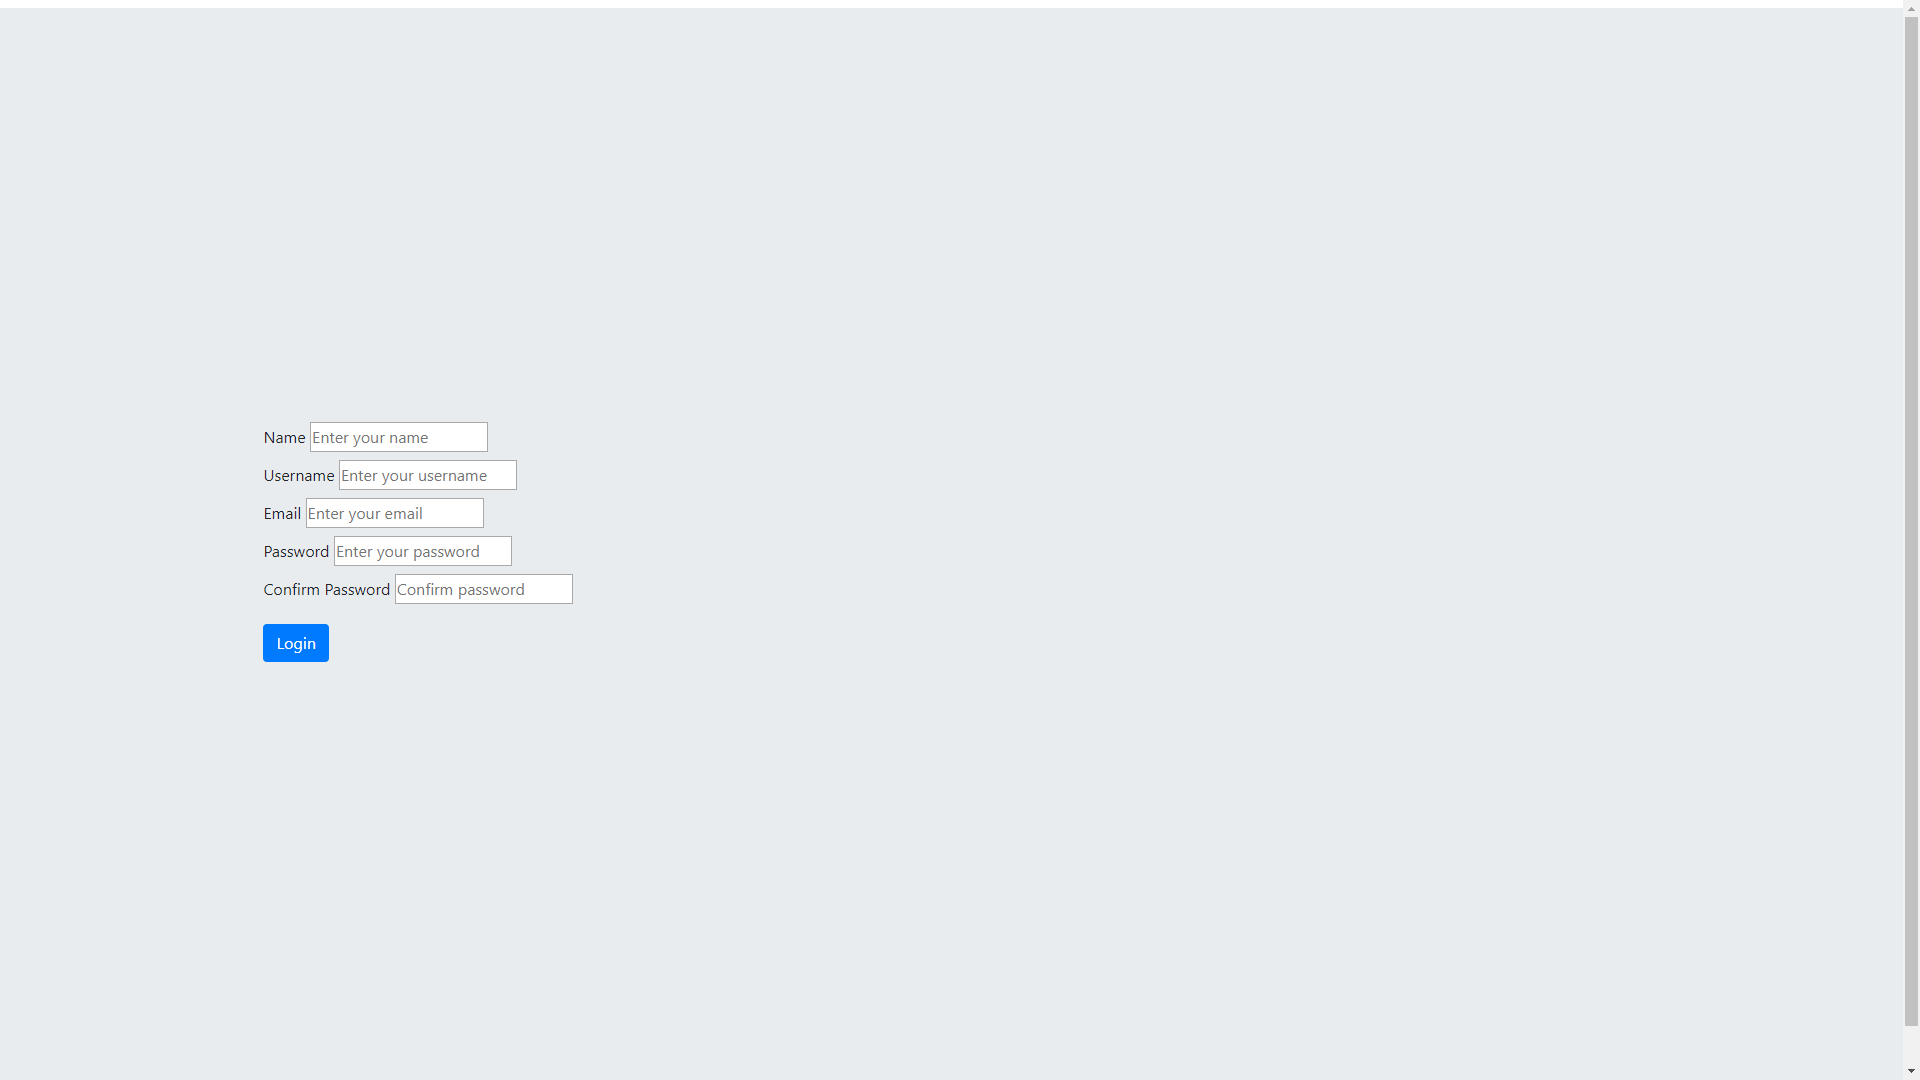 Name Enter your name
Username Enter your username
Email Enter your email
Password Enter your password
Confirm Password Confirm password
Login